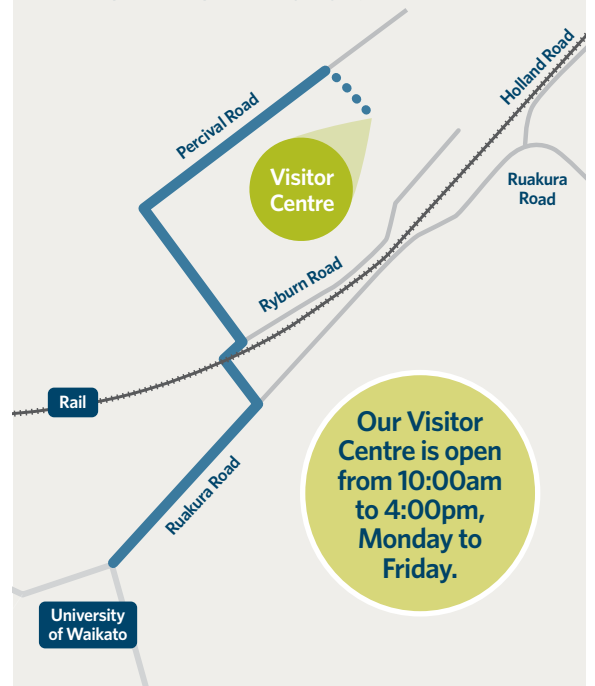 Holland Road
Percival Road
Visitor
Centre
Ruakura
Road
Ryburn Road
Rail
Our Visitor
Centre is open
from 10:00am
to 4:00pm,
Monday to
Friday.
Ruakura Road
University
of Waikato